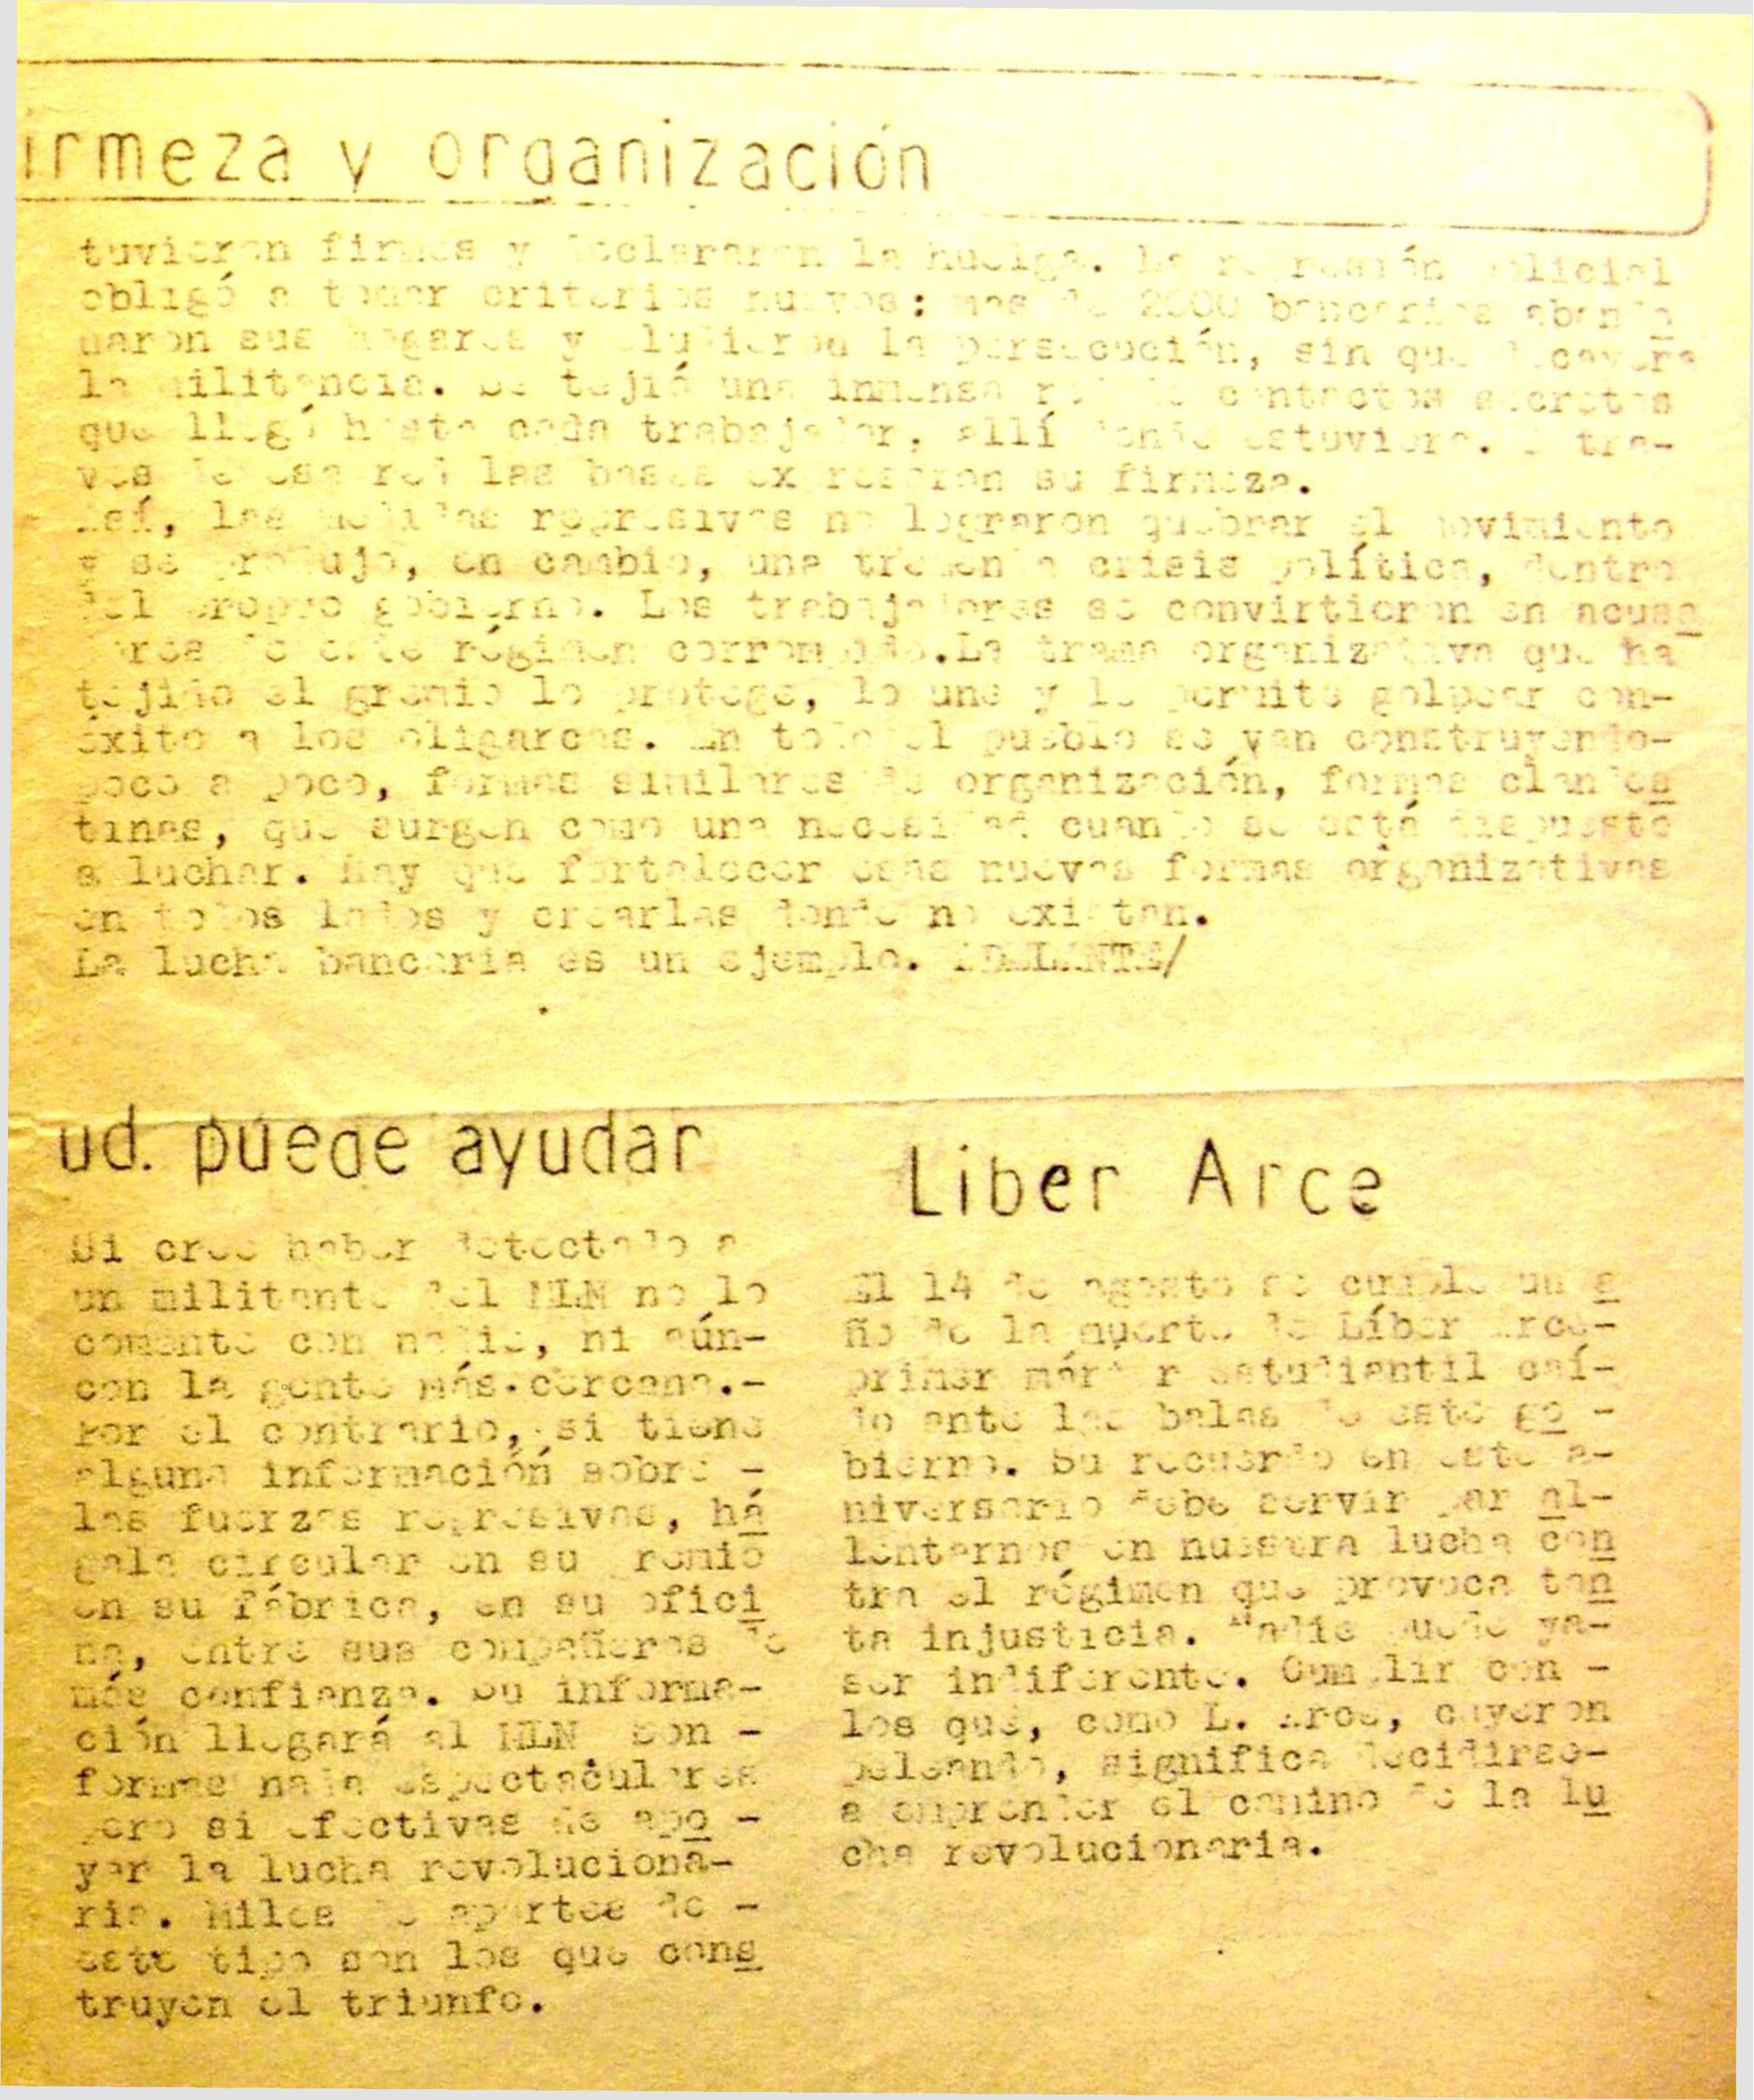 irmeza y organización
tuvieron firmes y declararon la huelga. La represión policial
obligó a tomar criterios nuevos: mas de 2000 bancarios abando
naron sus hogares y eludieron la persecución, sin que decayera
la militancia. Se tejió una inmensa red de contactos secretos
que llegó hasta cada trabajador, allí donde estuviera. A tra-
ves de esa red las bases expresaron su firmeza.
Así, las medidas represivas no lograron quebrar el movimiento
y se produjo, en cambio, una tremenda crisis política, dentro
del propio gobierno. Los trabajadores se convirtieron en acusa
dores de este régimen corrompido.La trama organizativa que ha
tejido el gremio lo protege, lo une y le permite golpear con-
éxito a los oligarcas. En todo el pueblo se van construyendo-
poco a poco, formas similares de organización, formas clandes
tinas, que surgen como una necesidad cuando se está dispuesto
a luchar. Hay que fortalecer esas nuevas formas organizativas
en todos lados y crearlas donde no existan.
La lucha bancaria es un ejemplo. ADELANTE/
ud. puede ayudar
Si cree haber detectado a
un militante del MLN no lo
comente con nadie, ni aún-
con la gente más.cercana.-
Por el contrario, si tiene
alguna información sobre -
las fuerzas represivas, há
gala circular en su gremio
en su fábrica, en su ofici
na, entre sus compañeros de
más confianza. Su informa-
ción llegará al MLN Son -
formas nada espectaculares
pero si efectivas de apo -
yar la lucha revoluciona-
ria. Miles de aportes de -
este tipo son los que cons
truyen el triunfo.
Liber Arce
El 14 de agosto se cumple un a
ño de la muerte de Líber Arce-
primer mártir estudiantil caí-
do ante las balas de este go -
bierno. Su recuerdo en este a-
niversario debe servir par al-
lentarnos en nuestra lucha con
tra el régimen que provoca tan
ta injusticia. Nadie puede ya-
ser indiferente. Cumplir con -
los que, como L. Arce, cayeron
peleando, significa decidirse-
a emprender el camino de la lu
cha revolucionaria.